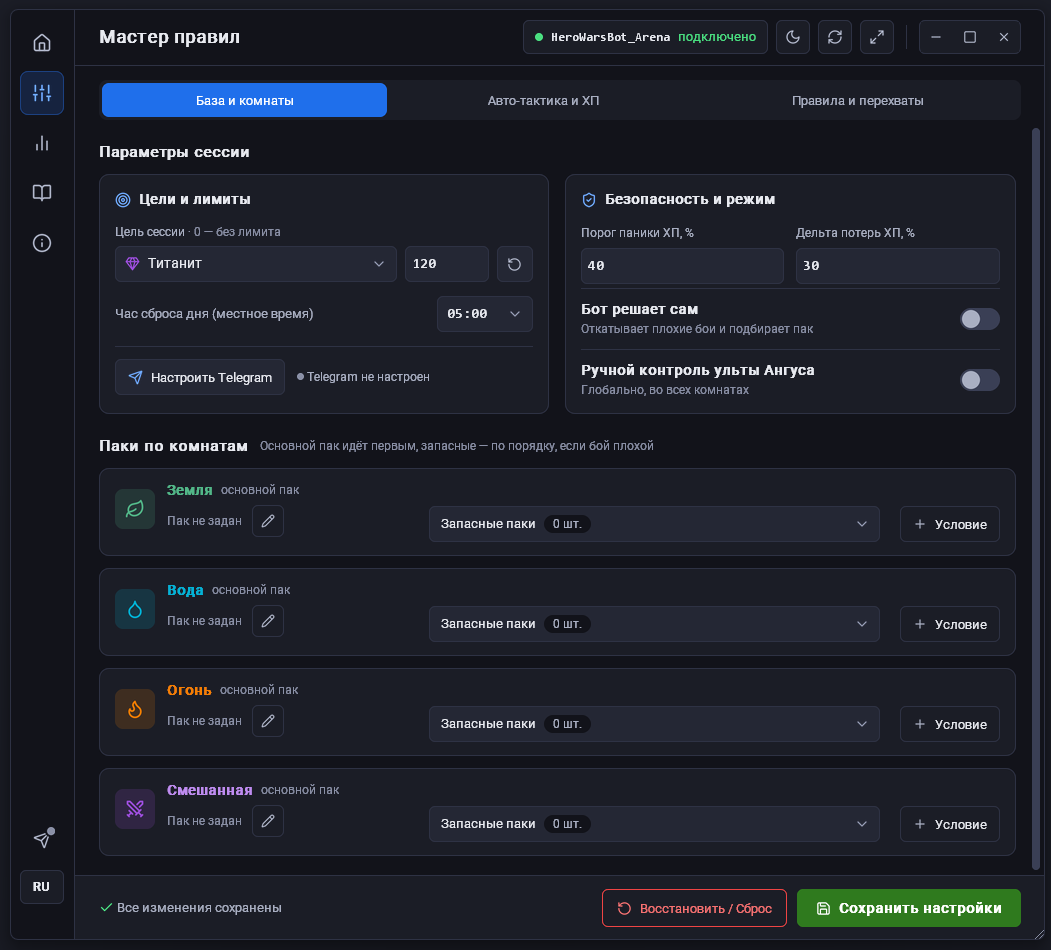 Мастер правил
HeroWarsBot_Arena подключено
База и комнаты
Авто-тактика и ХП
Правила и перехваты
Параметры сессии
Цели и лимиты
Цель сессии · 0 — без лимита
Титанит
120
Час сброса дня (местное время)
05:00
Настроить Telegram
Telegram не настроен
Безопасность и режим
Порог паники ХП, %
Дельта потерь ХП, %
40
30
Бот решает сам
Откатывает плохие бои и подбирает пак
Ручной контроль ульты Ангуса
Глобально, во всех комнатах
Паки по комнатам Основной пак идёт первым, запасные — по порядку, если бой плохой
Земля основной пак
Пак не задан
Запасные паки 0 шт.
+ Условие
Вода основной пак
Пак не задан
Запасные паки 0 шт.
+ Условие
Огонь основной пак
Пак не задан
Запасные паки 0 шт.
+ Условие
Смешанная основной пак
Пак не задан
Запасные паки 0 шт.
+ Условие
RU
Все изменения сохранены
Восстановить / Сброс
Сохранить настройки